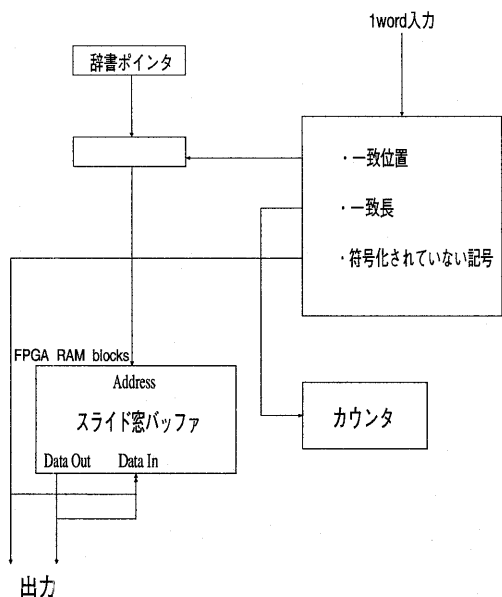 1word入力
辞書ポインタ
・一致位置
・一致長
・符号化されていない記号
FPGA RAM blocks
Address
スライド窓バッファ
Data Out Data In
カウンタ
出力